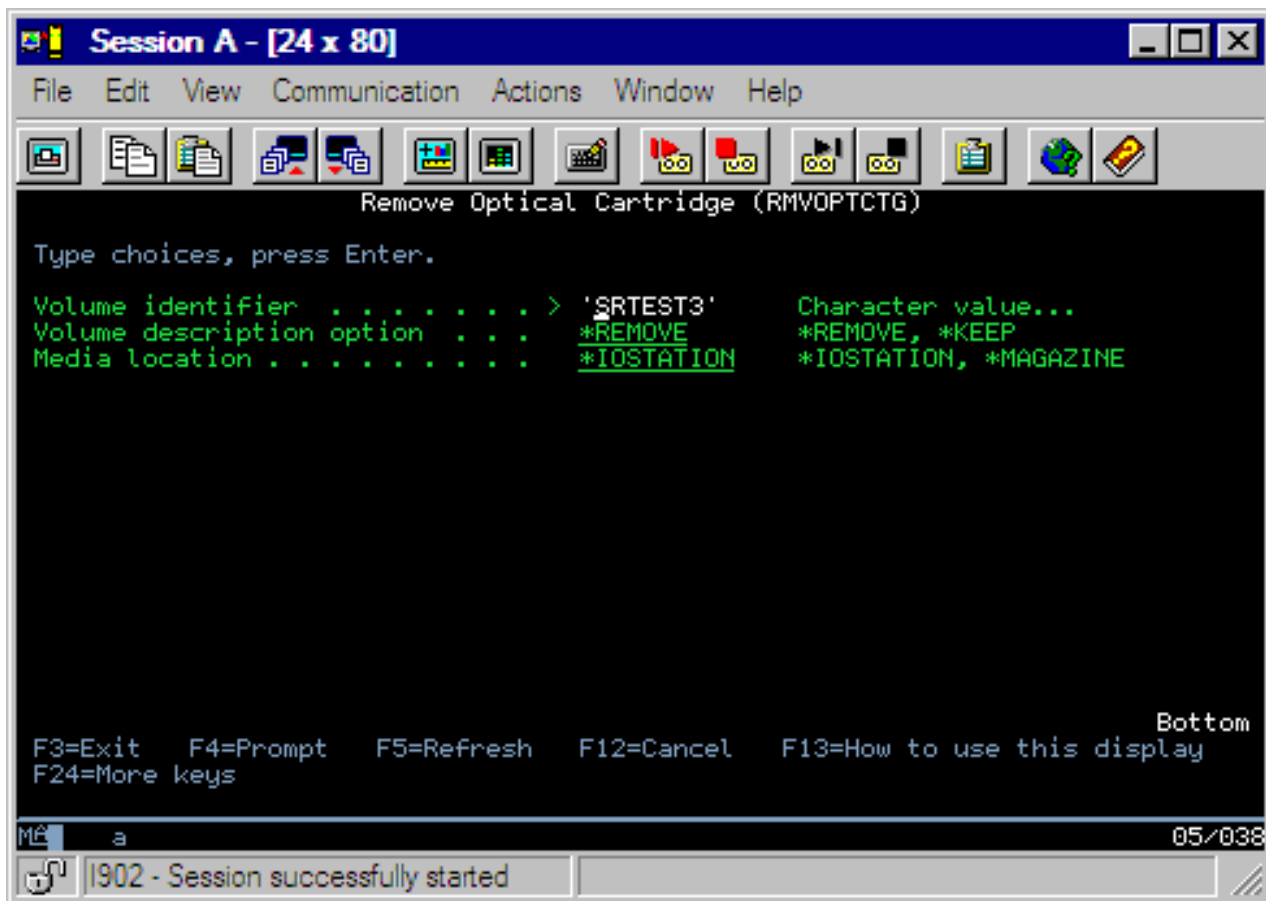 Session A - [24 x 80]
File Edit View Communication Actions Window Help
Remove Optical Cartridge (RMVOPTCTG)
Type choices, press Enter.
Volume identifier . . . . . . . > 'SRTEST3' Character value...
Volume description option . . . *REMOVE *REMOVE, *KEEP
Media location . . . . . . . . . *IOSTATION *IOSTATION, *MAGAZINE
Bottom
F3=Exit F4=Prompt F5=Refresh F12=Cancel F13=How to use this display
F24=More keys
a 05/038
I902 - Session successfully started